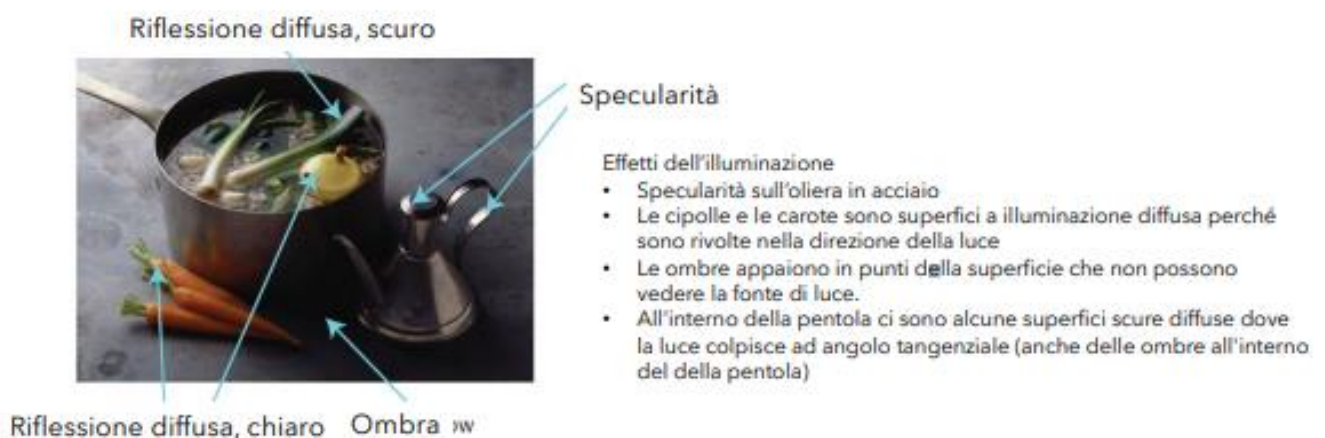 Riflessione diffusa, scuro
Specularità
Effetti dell'illuminazione
• Specularità sull'oliera in acciaio
• Le cipolle e le carote sono superfici a illuminazione diffusa perché
sono rivolte nella direzione della luce
• Le ombre appaiono in punti della superficie che non possono
vedere la fonte di luce.
• All'interno della pentola ci sono alcune superfici scure diffuse dove
la luce colpisce ad angolo tangenziale (anche delle ombre all'interno
del della pentola)
Riflessione diffusa, chiaro Ombra